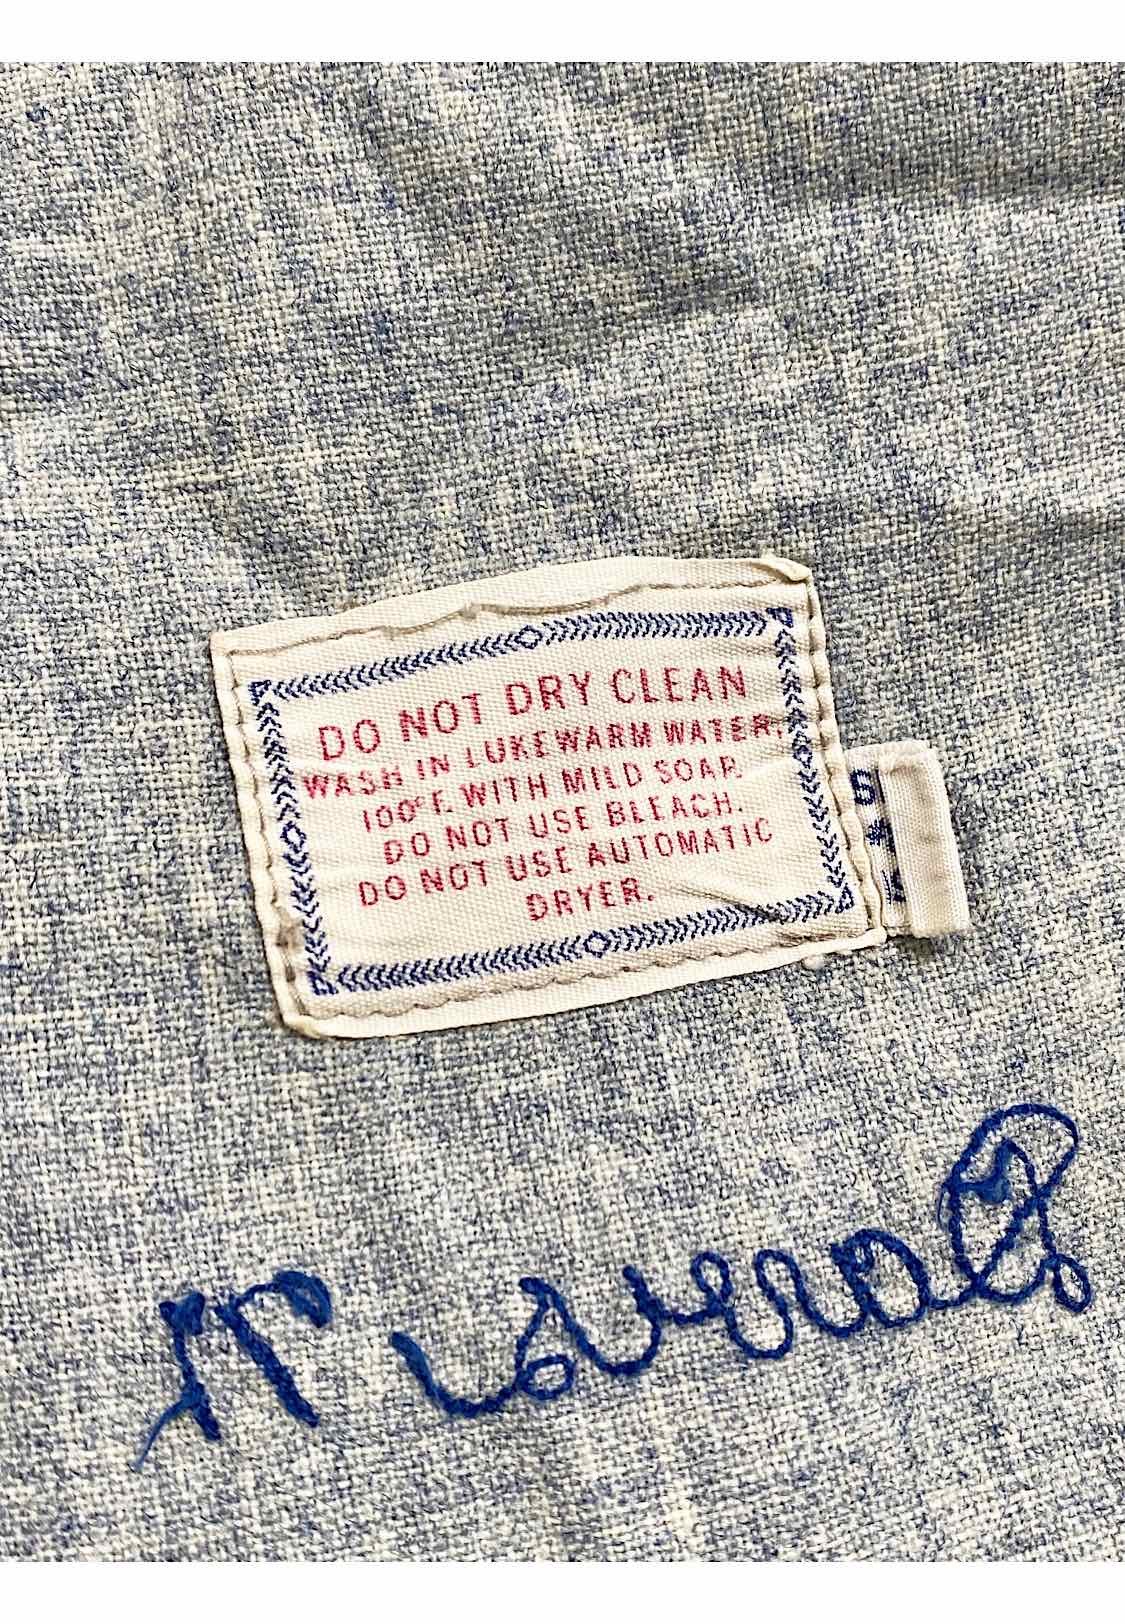 DO NOT DRY CLEAN
WASH IN LUKEWARM WATER,
100°F. WITH MILD SOAP.
DO NOT USE BLEACH.
DO NOT USE AUTOMATIC
DRYER.